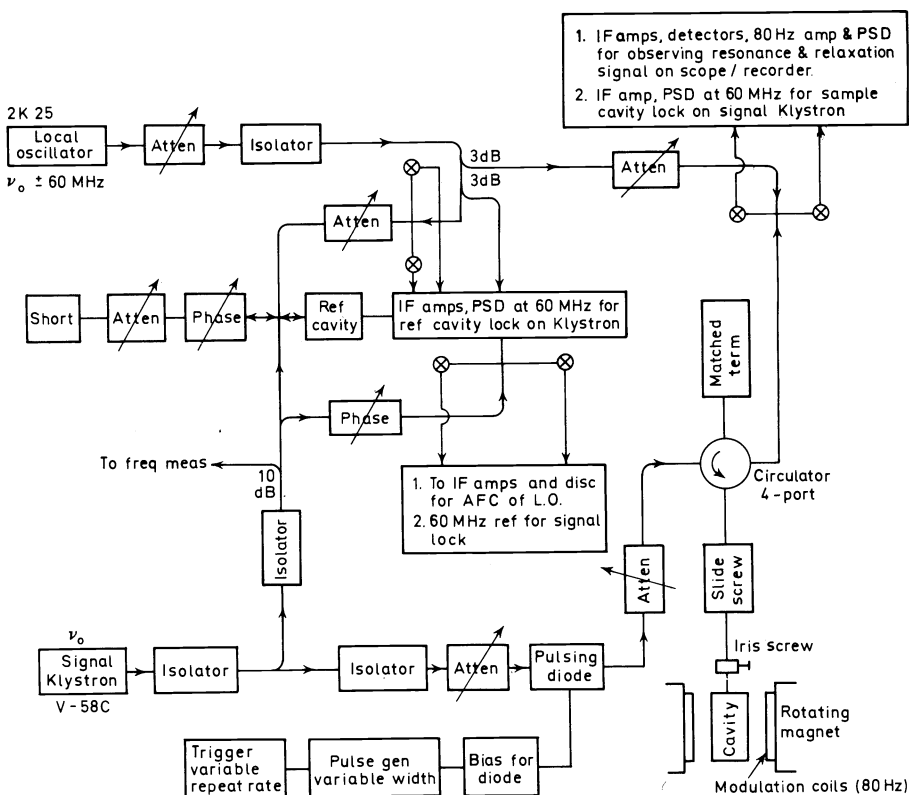 1. IF amps, detectors, 80 Hz amp & PSD
for observing resonance & relaxation
signal on scope / recorder.
2. IF amp, PSD at 60 MHz for sample
cavity lock on signal Klystron
2K 25
Local
oscillator
ν₀ ± 60 MHz
Atten
Isolator
3dB
3dB
Atten
Atten
Short
Atten
Phase
Ref
cavity
IF amps, PSD at 60 MHz for
ref cavity lock on Klystron
Matched
term
Phase
To freq meas
10
dB
1. To IF amps and disc
for AFC of L.O.
2. 60 MHz ref for signal
lock
Circulator
4-port
Isolator
Atten
Slide
screw
ν₀
Signal
Klystron
V-58C
Isolator
Isolator
Atten
Pulsing
diode
Iris screw
Cavity
Rotating
magnet
Trigger
variable
repeat rate
Pulse gen
variable width
Bias for
diode
Modulation coils (80 Hz)